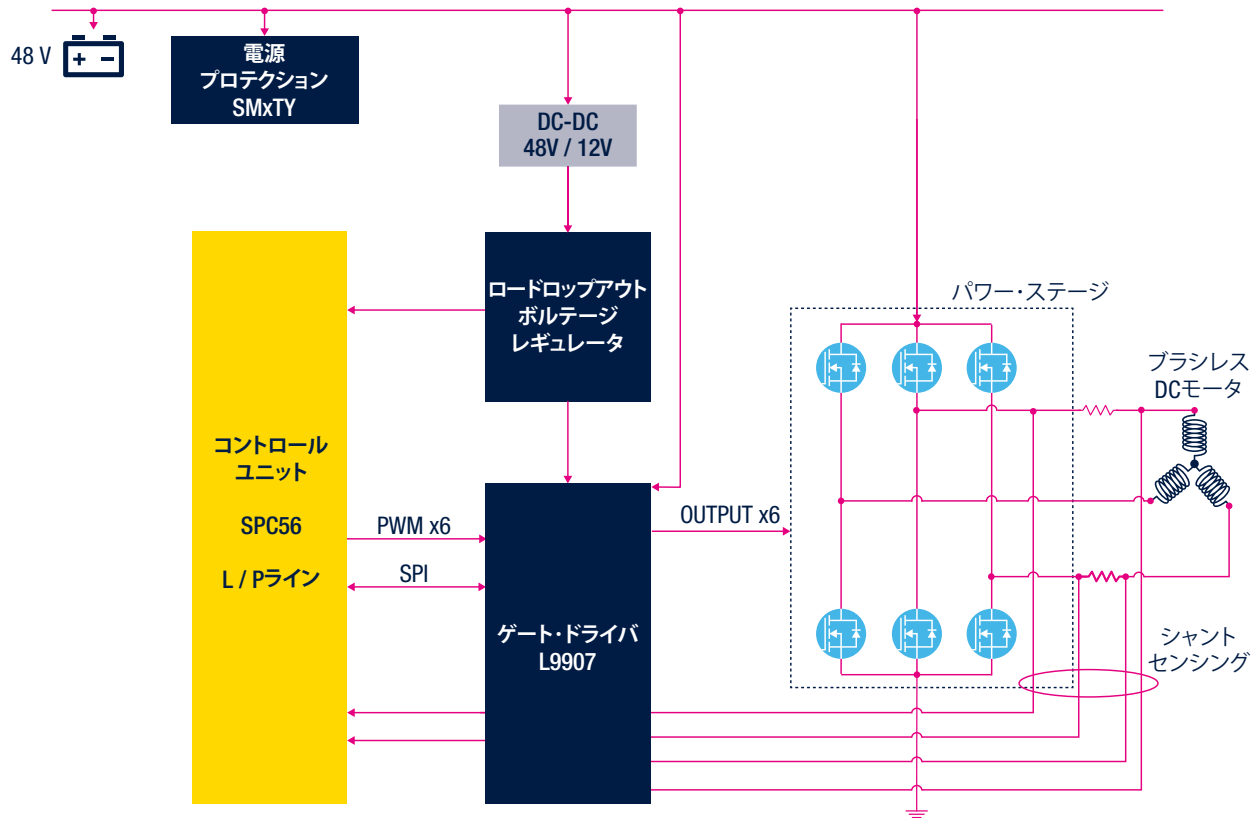 48 V
電源
プロテクション
SMxTY
DC-DC
48V / 12V
ロードロップアウト
ボルテージ
レギュレータ
パワー・ステージ
ブラシレス
DCモータ
コントロール
ユニット
SPC56
L / Pライン
PWM x6
SPI
OUTPUT x6
ゲート・ドライバ
L9907
シャント
センシング